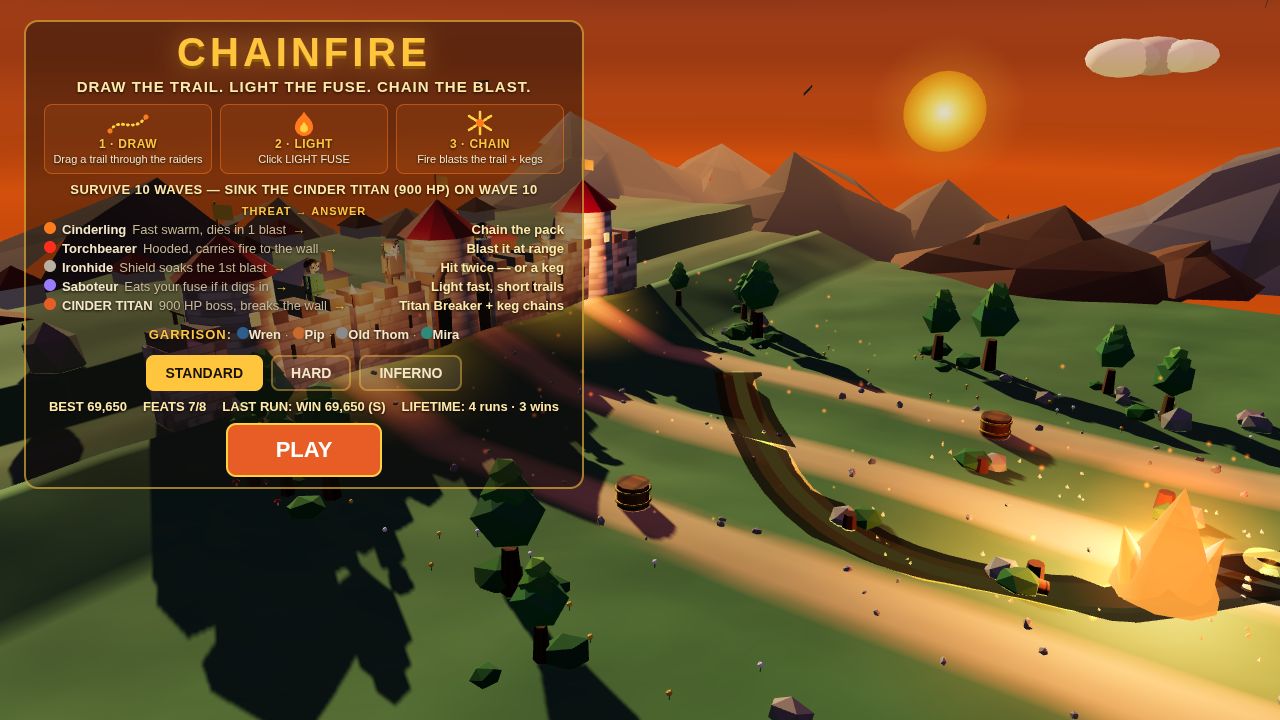 CHAINFIRE
DRAW THE TRAIL. LIGHT THE FUSE. CHAIN THE BLAST.
1 · DRAW
Drag a trail through the raiders
2 · LIGHT
Click LIGHT FUSE
3 · CHAIN
Fire blasts the trail + kegs
SURVIVE 10 WAVES — SINK THE CINDER TITAN (900 HP) ON WAVE 10
THREAT → ANSWER
Cinderling Fast swarm, dies in 1 blast → Chain the pack
Torchbearer Hooded, carries fire to the wall → Blast it at range
Ironhide Shield soaks the 1st blast → Hit twice — or a keg
Saboteur Eats your fuse if it digs in → Light fast, short trails
CINDER TITAN 900 HP boss, breaks the wall → Titan Breaker + keg chains
GARRISON: Wren · Pip · Old Thom · Mira
STANDARD HARD INFERNO
BEST 69,650 FEATS 7/8 LAST RUN: WIN 69,650 (S) LIFETIME: 4 runs · 3 wins
PLAY